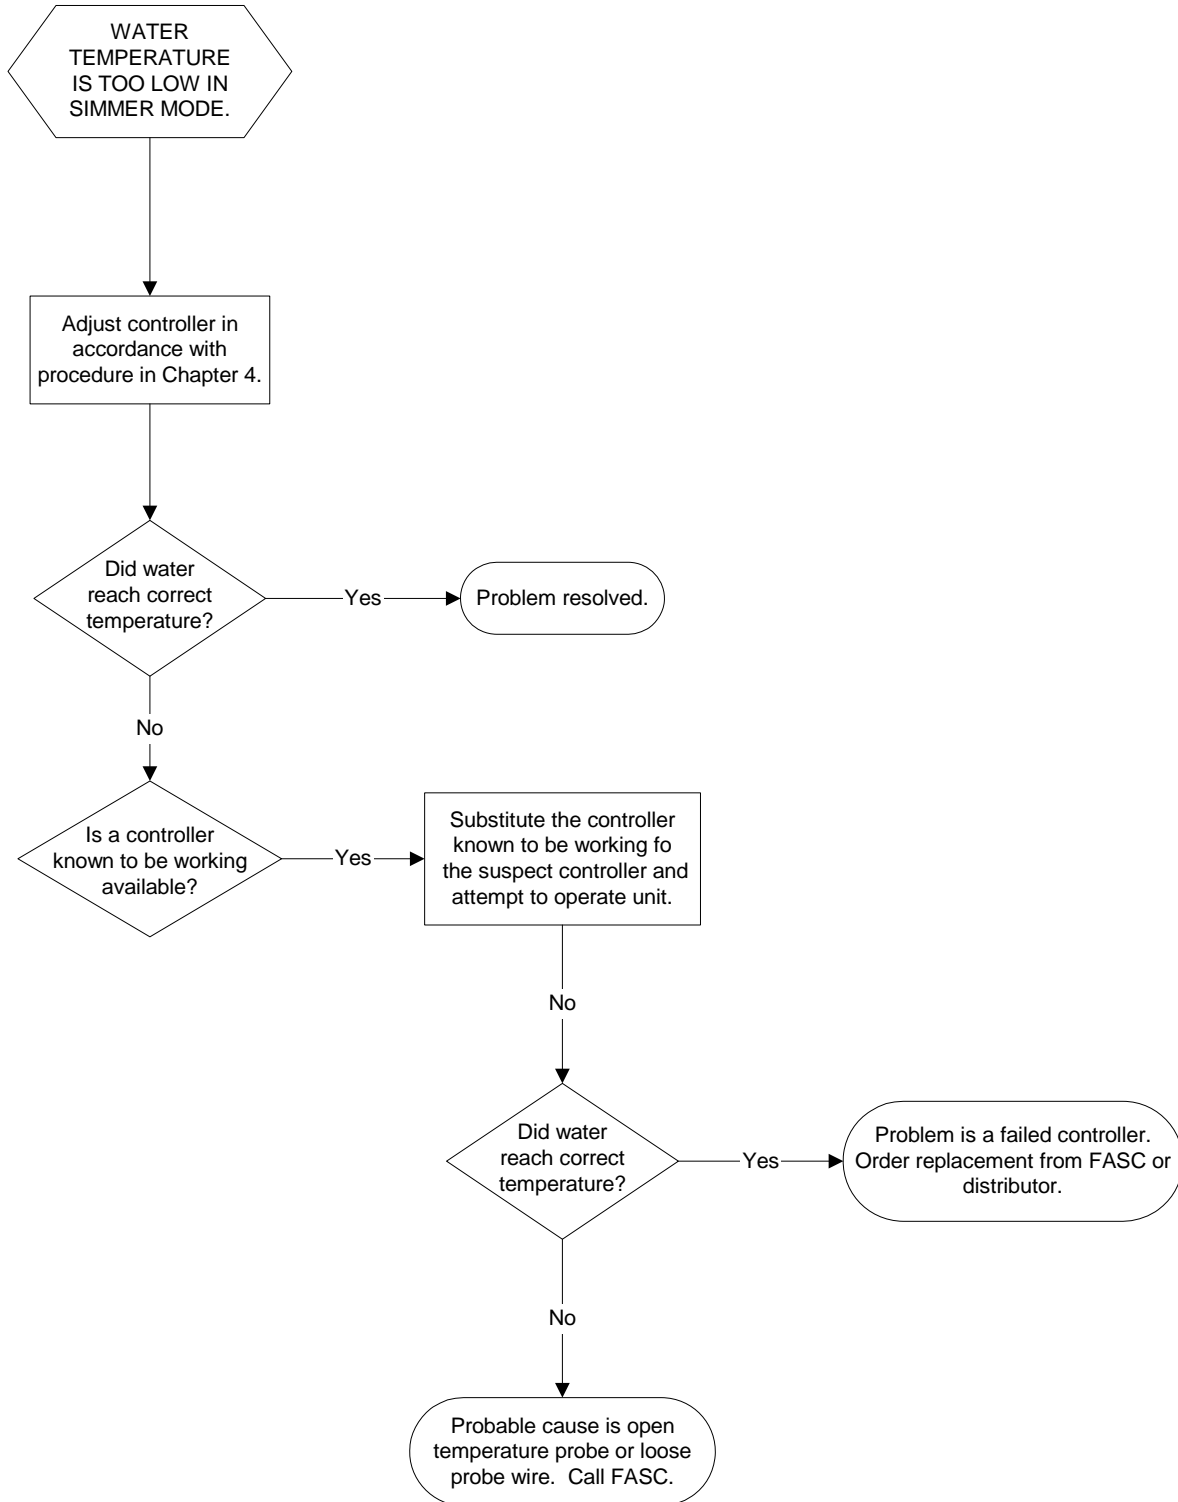 WATER
TEMPERATURE
IS TOO LOW IN
SIMMER MODE.
Adjust controller in
accordance with
procedure in Chapter 4.
Did water
reach correct
temperature?
Yes
Problem resolved.
No
Is a controller
known to be working
available?
Yes
Substitute the controller
known to be working fo
the suspect controller and
attempt to operate unit.
No
Did water
reach correct
temperature?
Yes
Problem is a failed controller.
Order replacement from FASC or
distributor.
No
Probable cause is open
temperature probe or loose
probe wire.  Call FASC.